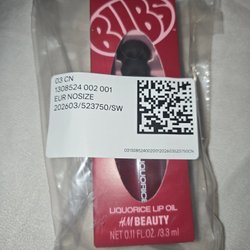 BUBS
03 CN
1308524 002 001
EUR NOSIZE
202603/523750/SW
LIQUORICE
LIQUORICE LIP OIL
H&M BEAUTY
NET 0.11 FL OZ/3.3 ml